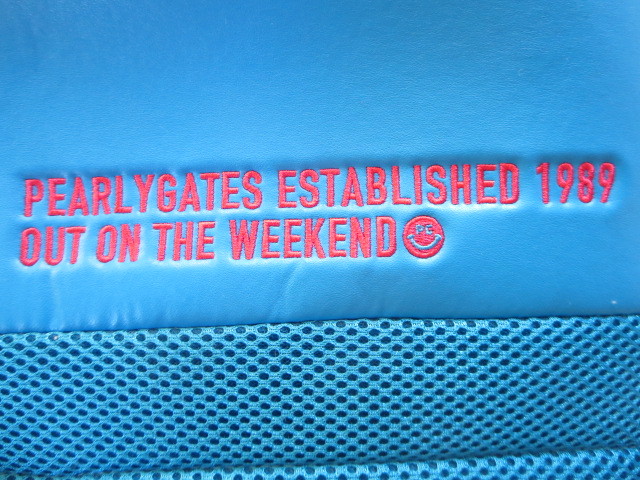 PEARLYGATES ESTABLISHED 1989
OUT ON THE WEEKEND